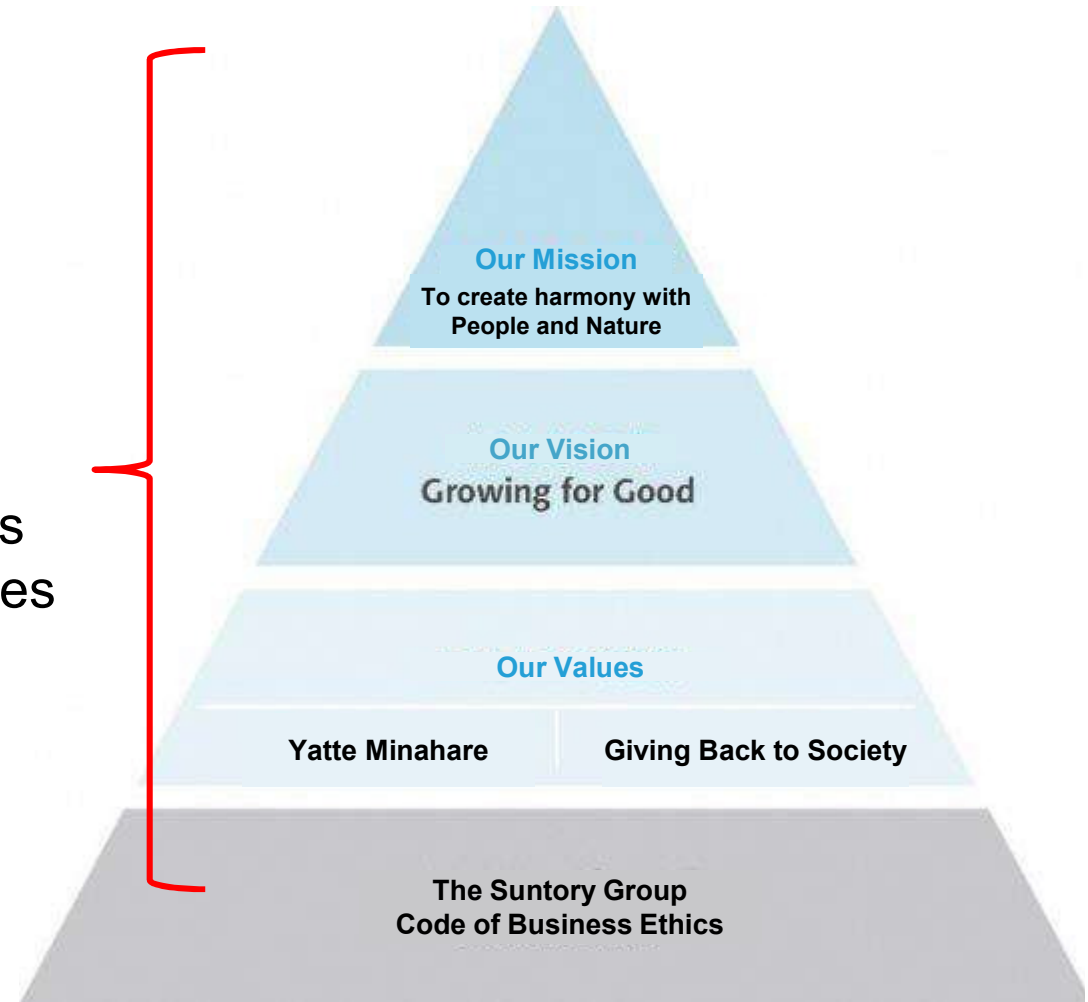 Our Mission
To create harmony with
People and Nature
Our Vision
Growing for Good
s
es
Our Values
Yatte Minahare
Giving Back to Society
The Suntory Group
Code of Business Ethics